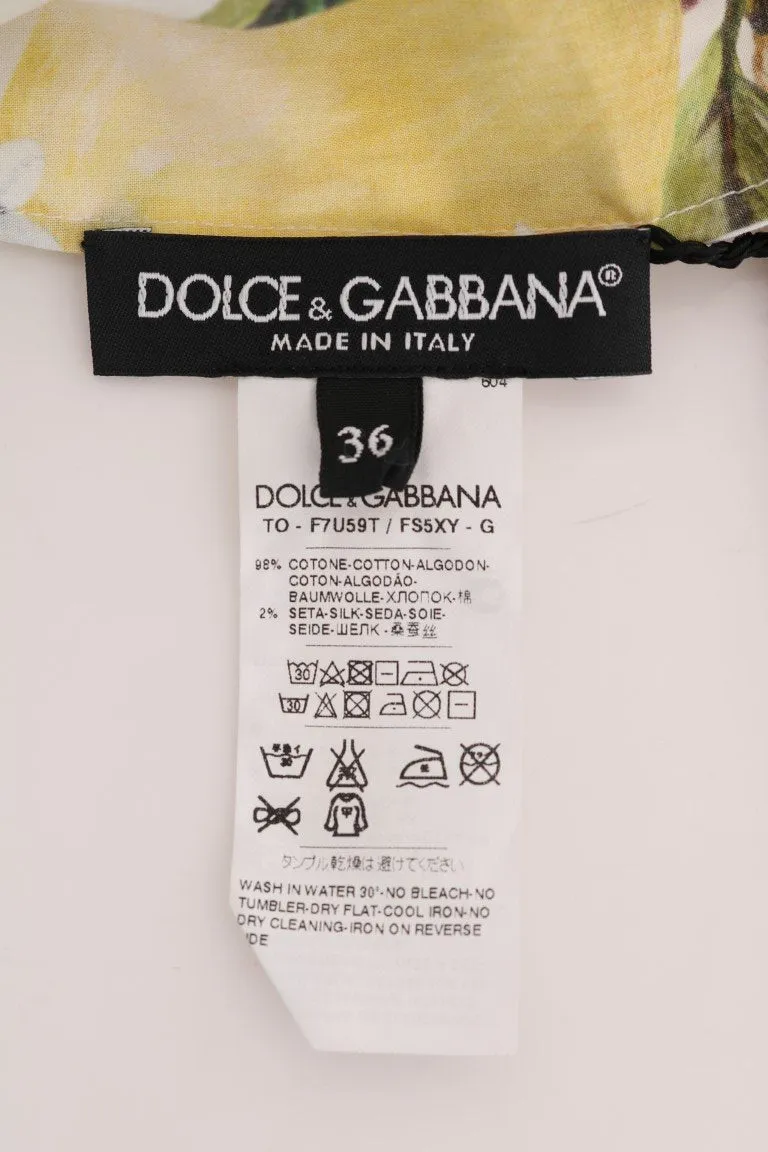 DOLCE & GABBANA®
MADE IN ITALY
604
36
DOLCE & GABBANA
TO - F7U59T / FS5XY - G
98% COTONE-COTTON-ALGODON-
COTON-ALGODÃO-
BAUMWOLLE-ХЛОПОК-棉
2% SETA-SILK-SEDA-SOIE-
SEIDE-ШЕЛК-桑蚕丝
30
30
30
タンブル乾燥は避けてください
WASH IN WATER 30°-NO BLEACH-NO
TUMBLER-DRY FLAT-COOL IRON-NO
DRY CLEANING-IRON ON REVERSE
IDE